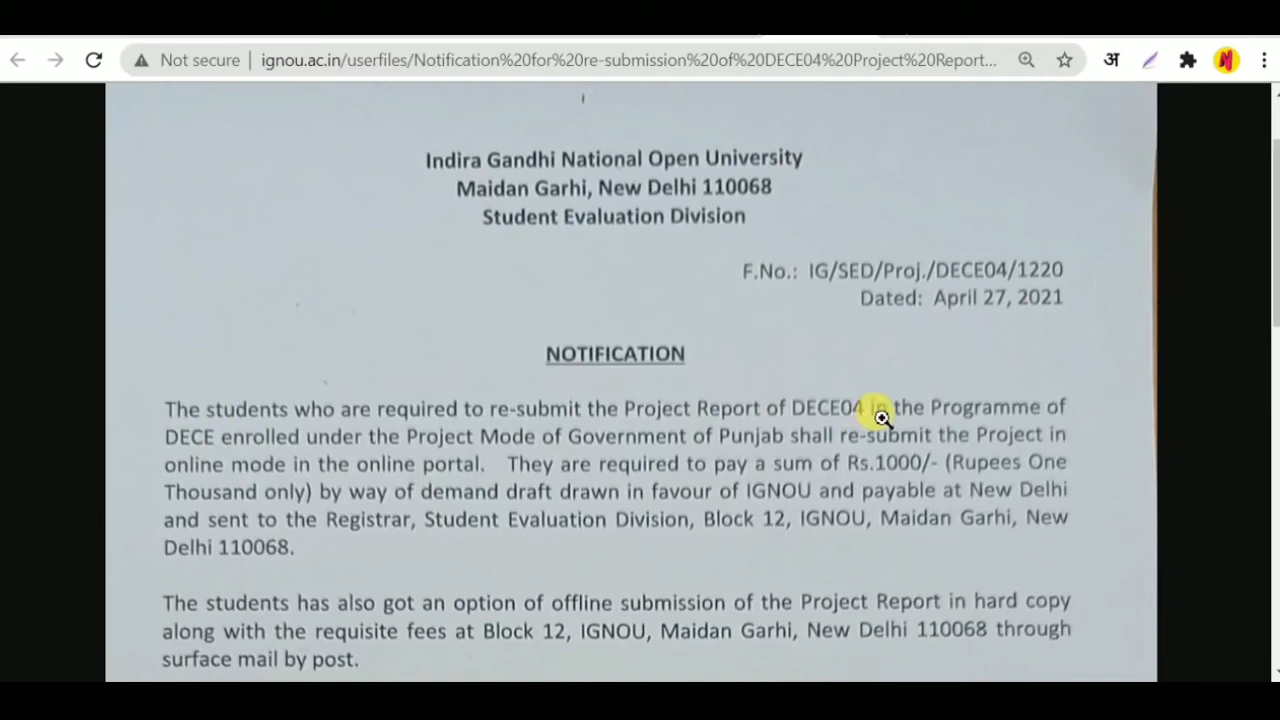 Not secure
ignou.ac.in/userfiles/Notification%20for%20re-submission%20of%20DECE04%20Project%20Report...
अ
N
Indira Gandhi National Open University
Maidan Garhi, New Delhi 110068
Student Evaluation Division
F.No.: IG/SED/Proj./DECE04/1220
Dated: April 27, 2021
NOTIFICATION
The students who are required to re-submit the Project Report of DECE04 in the Programme of
DECE enrolled under the Project Mode of Government of Punjab shall re-submit the Project in
online mode in the online portal. They are required to pay a sum of Rs.1000/- (Rupees One
Thousand only) by way of demand draft drawn in favour of IGNOU and payable at New Delhi
and sent to the Registrar, Student Evaluation Division, Block 12, IGNOU, Maidan Garhi, New
Delhi 110068.
The students has also got an option of offline submission of the Project Report in hard copy
along with the requisite fees at Block 12, IGNOU, Maidan Garhi, New Delhi 110068 through
surface mail by post.